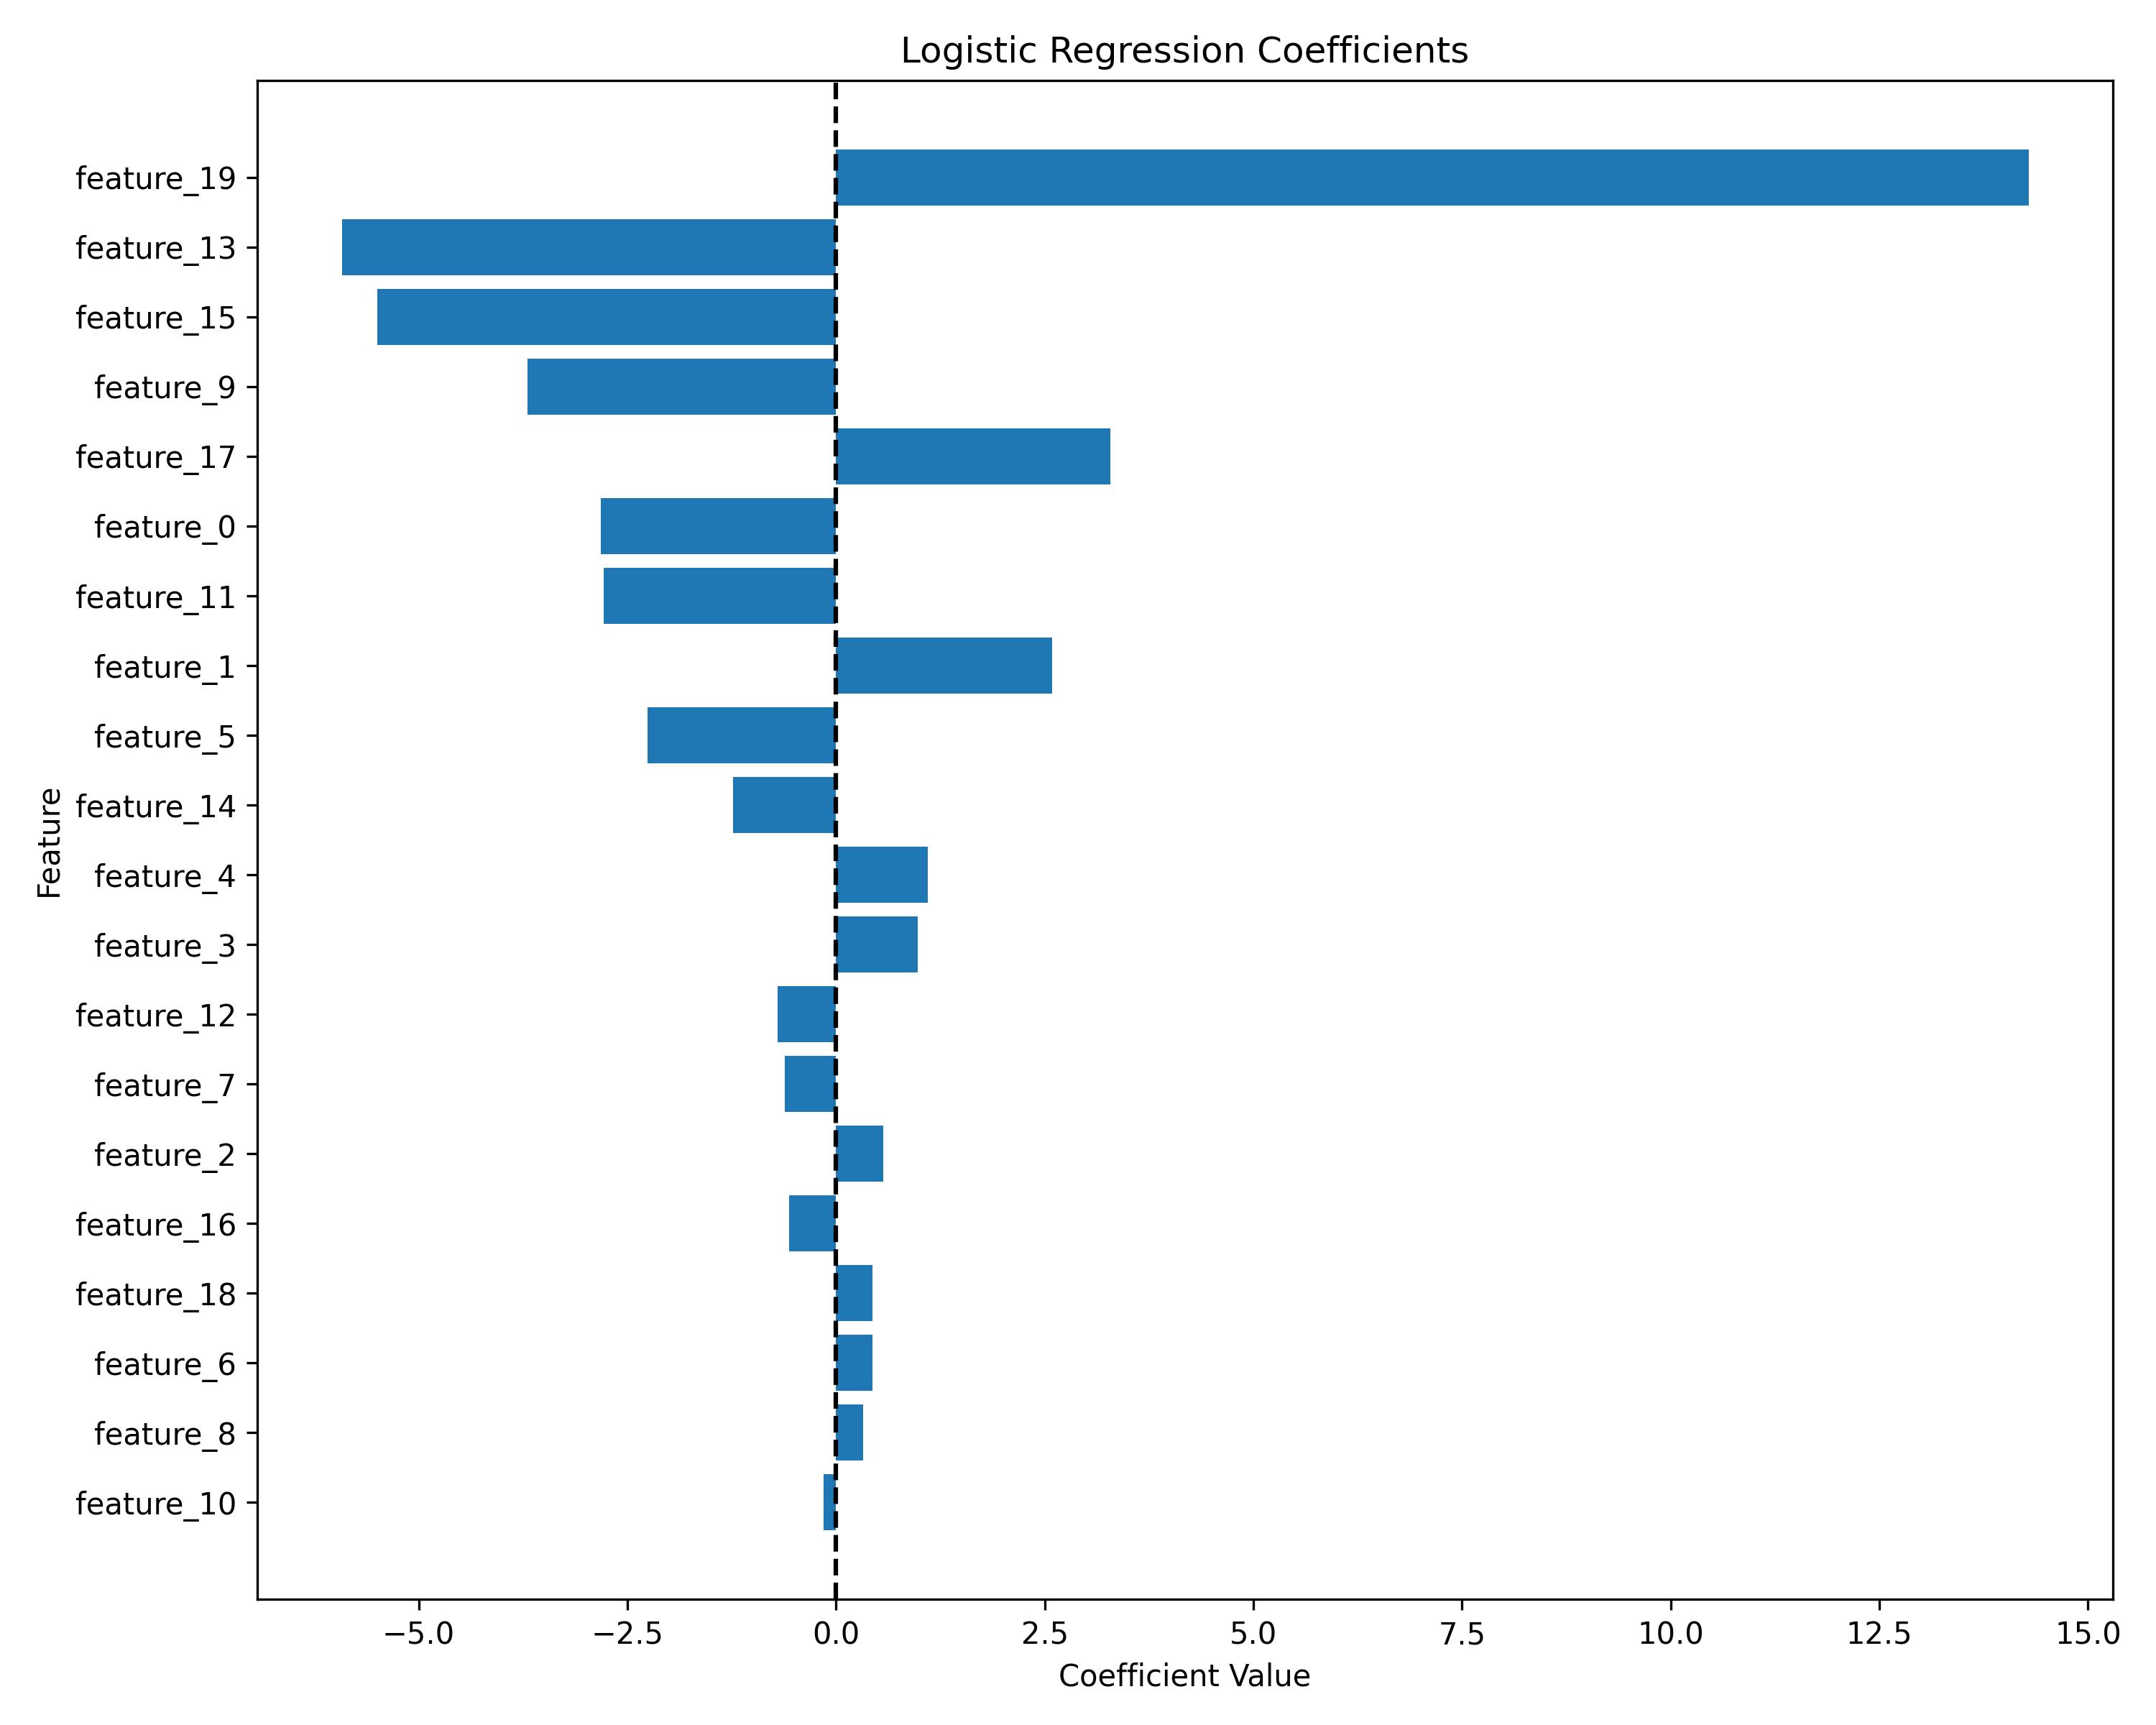 Logistic Regression Coefficients
feature_19
feature_13
feature_15
feature_9
feature_17
feature_0
feature_11
feature_1
feature_5
feature_14
feature_4
feature_3
feature_12
feature_7
feature_2
feature_16
feature_18
feature_6
feature_8
feature_10
Feature
−5.0 −2.5 0.0 2.5 5.0 7.5 10.0 12.5 15.0
Coefficient Value